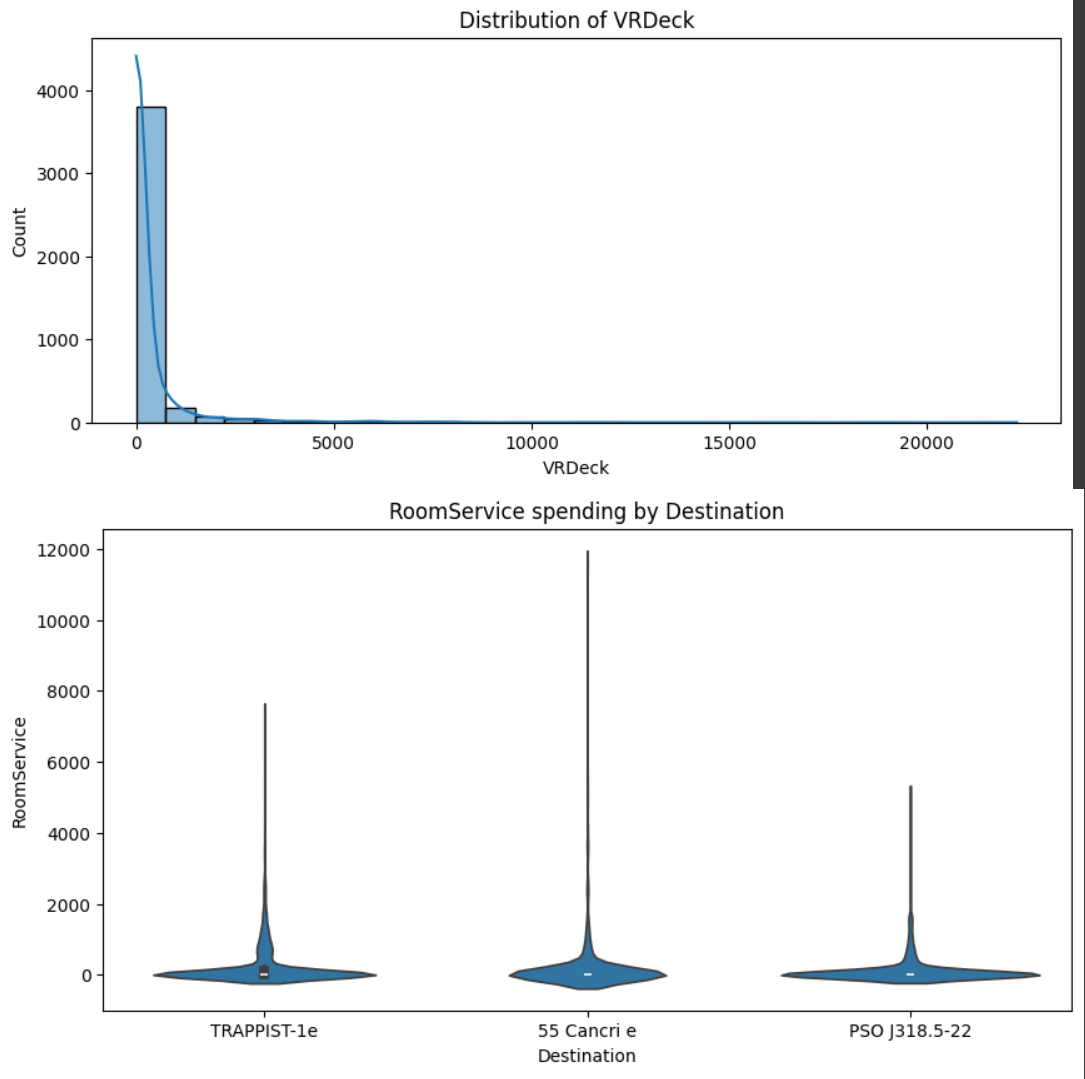 Distribution of VRDeck
4000
3000
2000
1000
0
Count
0 5000 10000 15000 20000
VRDeck
RoomService spending by Destination
12000
10000
8000
6000
4000
2000
0
RoomService
TRAPPIST-1e 55 Cancri e PSO J318.5-22
Destination